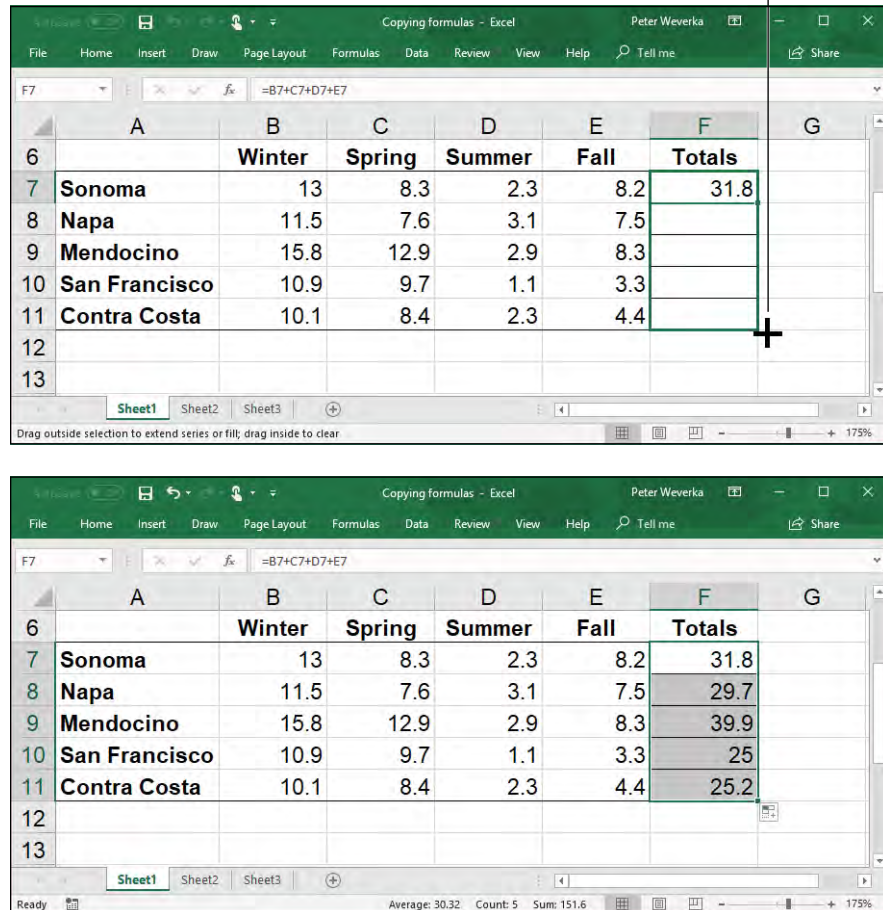 Copying formulas - Excel Peter Weverka
File Home Insert Draw Page Layout Formulas Data Review View Help Tell me Share
F7 fx =B7+C7+D7+E7
A B C D E F G
6 Winter Spring Summer Fall Totals
7 Sonoma 13 8.3 2.3 8.2 31.8
8 Napa 11.5 7.6 3.1 7.5
9 Mendocino 15.8 12.9 2.9 8.3
10 San Francisco 10.9 9.7 1.1 3.3
11 Contra Costa 10.1 8.4 2.3 4.4
12
13
Sheet1 Sheet2 Sheet3
Drag outside selection to extend series or fill; drag inside to clear 175%
Copying formulas - Excel Peter Weverka
File Home Insert Draw Page Layout Formulas Data Review View Help Tell me Share
F7 fx =B7+C7+D7+E7
A B C D E F G
6 Winter Spring Summer Fall Totals
7 Sonoma 13 8.3 2.3 8.2 31.8
8 Napa 11.5 7.6 3.1 7.5 29.7
9 Mendocino 15.8 12.9 2.9 8.3 39.9
10 San Francisco 10.9 9.7 1.1 3.3 25
11 Contra Costa 10.1 8.4 2.3 4.4 25.2
12
13
Sheet1 Sheet2 Sheet3
Ready Average: 30.32 Count: 5 Sum: 151.6 175%